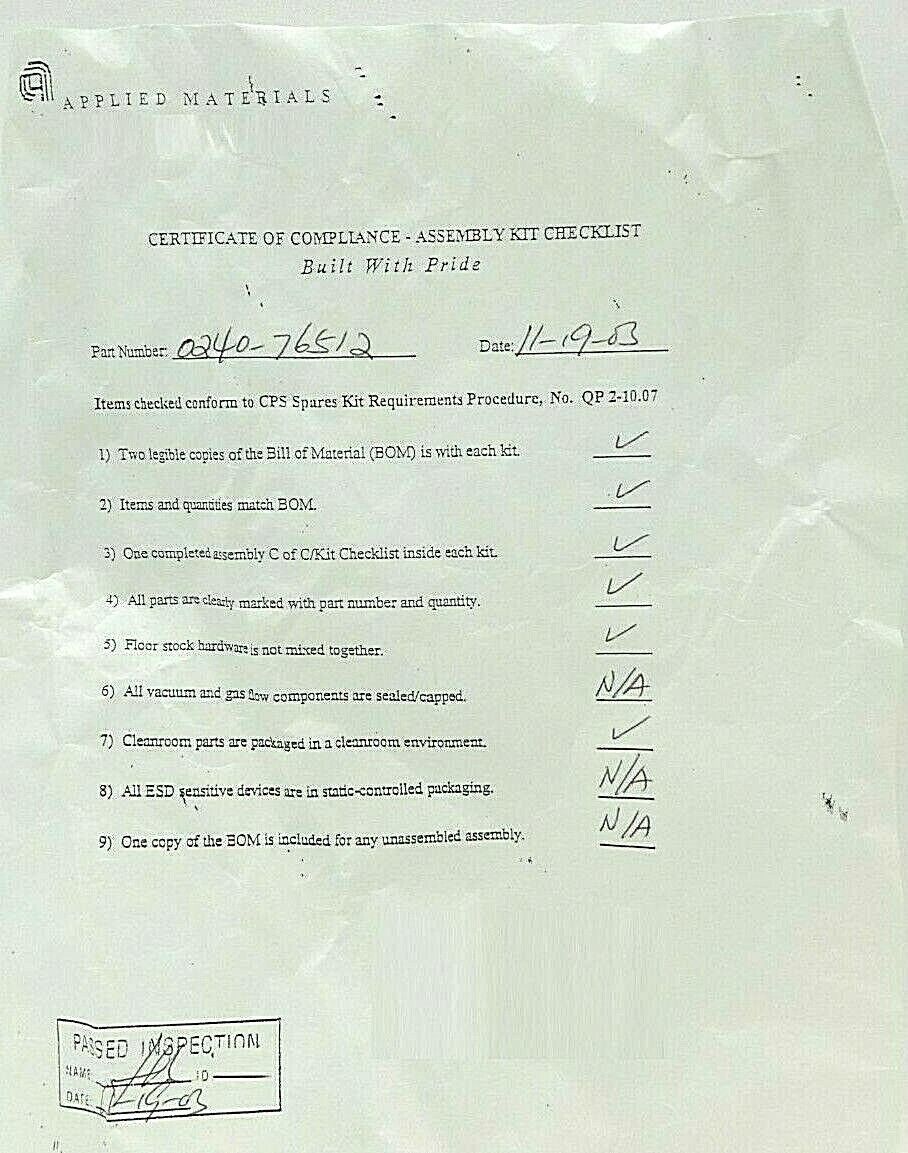 APPLIED MATERIALS
CERTIFICATE OF COMPLIANCE - ASSEMBLY KIT CHECKLIST
Built With Pride
Part Number: 0240-76512 Date: 11-19-03
Items checked conform to CPS Spares Kit Requirements Procedure, No. QP 2-10.07
1) Two legible copies of the Bill of Material (BOM) is with each kit. ✓
2) Items and quantities match BOM. ✓
3) One completed assembly C of C/Kit Checklist inside each kit. ✓
4) All parts are clearly marked with part number and quantity. ✓
5) Floor stock hardware is not mixed together. ✓
6) All vacuum and gas flow components are sealed/capped. N/A
7) Cleanroom parts are packaged in a cleanroom environment. ✓
8) All ESD sensitive devices are in static-controlled packaging. N/A
9) One copy of the BOM is included for any unassembled assembly. N/A
PASSED INSPECTION
NAME ID
DATE 11-19-03